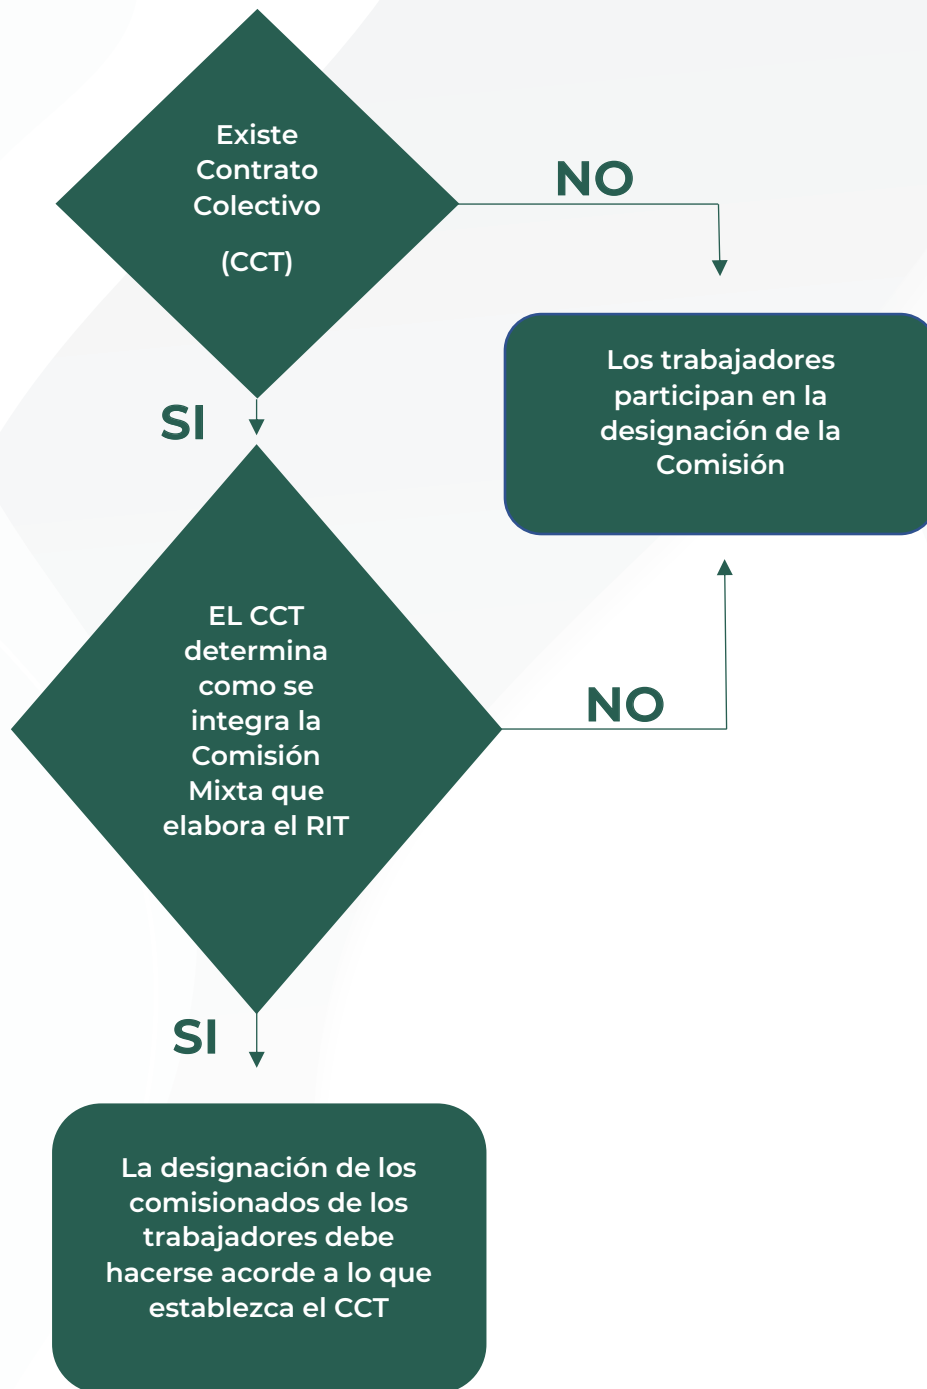 Existe
Contrato
Colectivo
(CCT)
NO
Los trabajadores
participan en la
designación de la
Comisión
SI
EL CCT
determina
como se
integra la
Comisión
Mixta que
elabora el RIT
NO
SI
La designación de los
comisionados de los
trabajadores debe
hacerse acorde a lo que
establezca el CCT